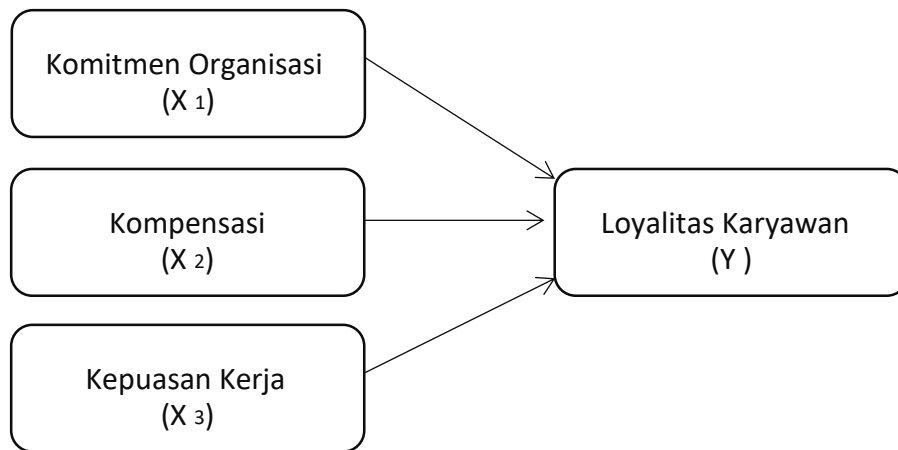 Komitmen Organisasi
(X 1)
Kompensasi
(X 2)
Loyalitas Karyawan
(Y )
Kepuasan Kerja
(X 3)